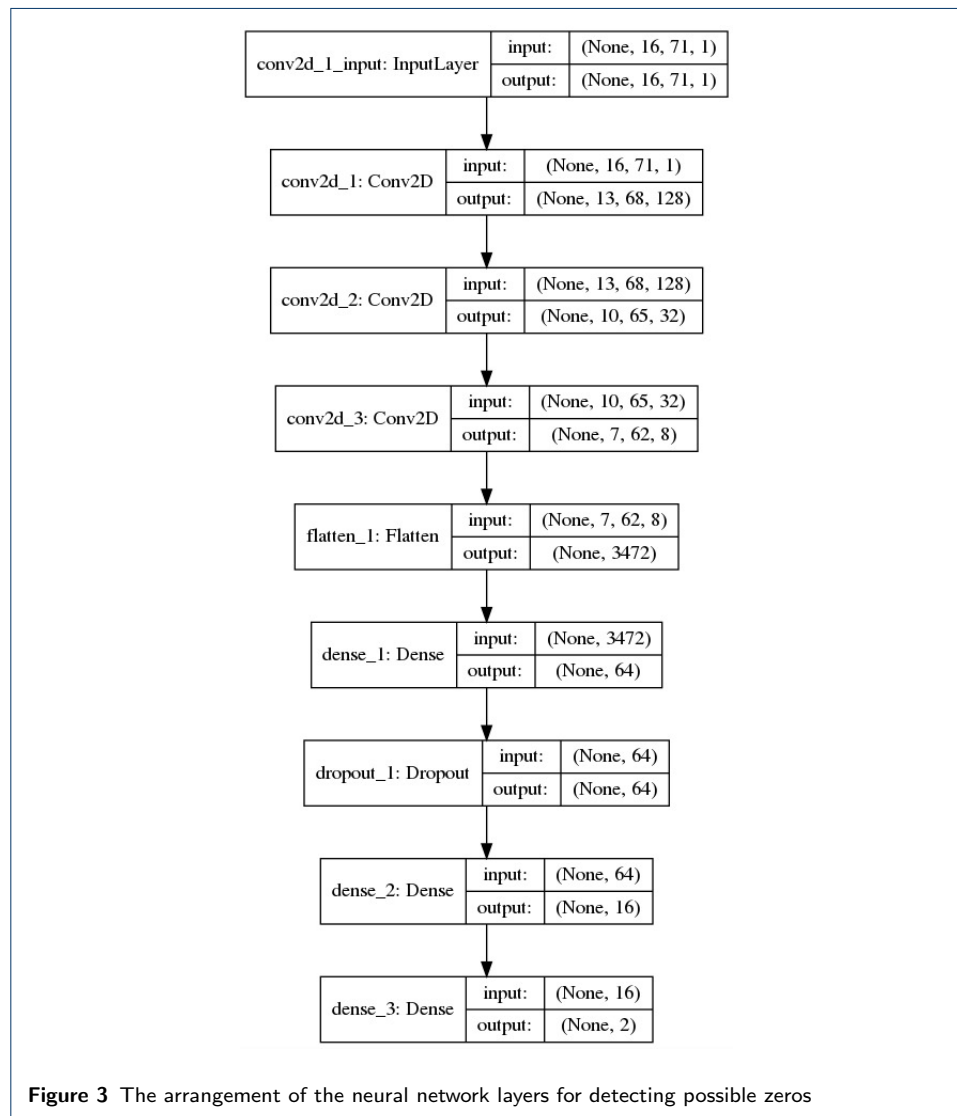 conv2d_1_input: InputLayer
input: (None, 16, 71, 1)
output: (None, 16, 71, 1)
conv2d_1: Conv2D
input: (None, 16, 71, 1)
output: (None, 13, 68, 128)
conv2d_2: Conv2D
input: (None, 13, 68, 128)
output: (None, 10, 65, 32)
conv2d_3: Conv2D
input: (None, 10, 65, 32)
output: (None, 7, 62, 8)
flatten_1: Flatten
input: (None, 7, 62, 8)
output: (None, 3472)
dense_1: Dense
input: (None, 3472)
output: (None, 64)
dropout_1: Dropout
input: (None, 64)
output: (None, 64)
dense_2: Dense
input: (None, 64)
output: (None, 16)
dense_3: Dense
input: (None, 16)
output: (None, 2)
Figure 3 The arrangement of the neural network layers for detecting possible zeros